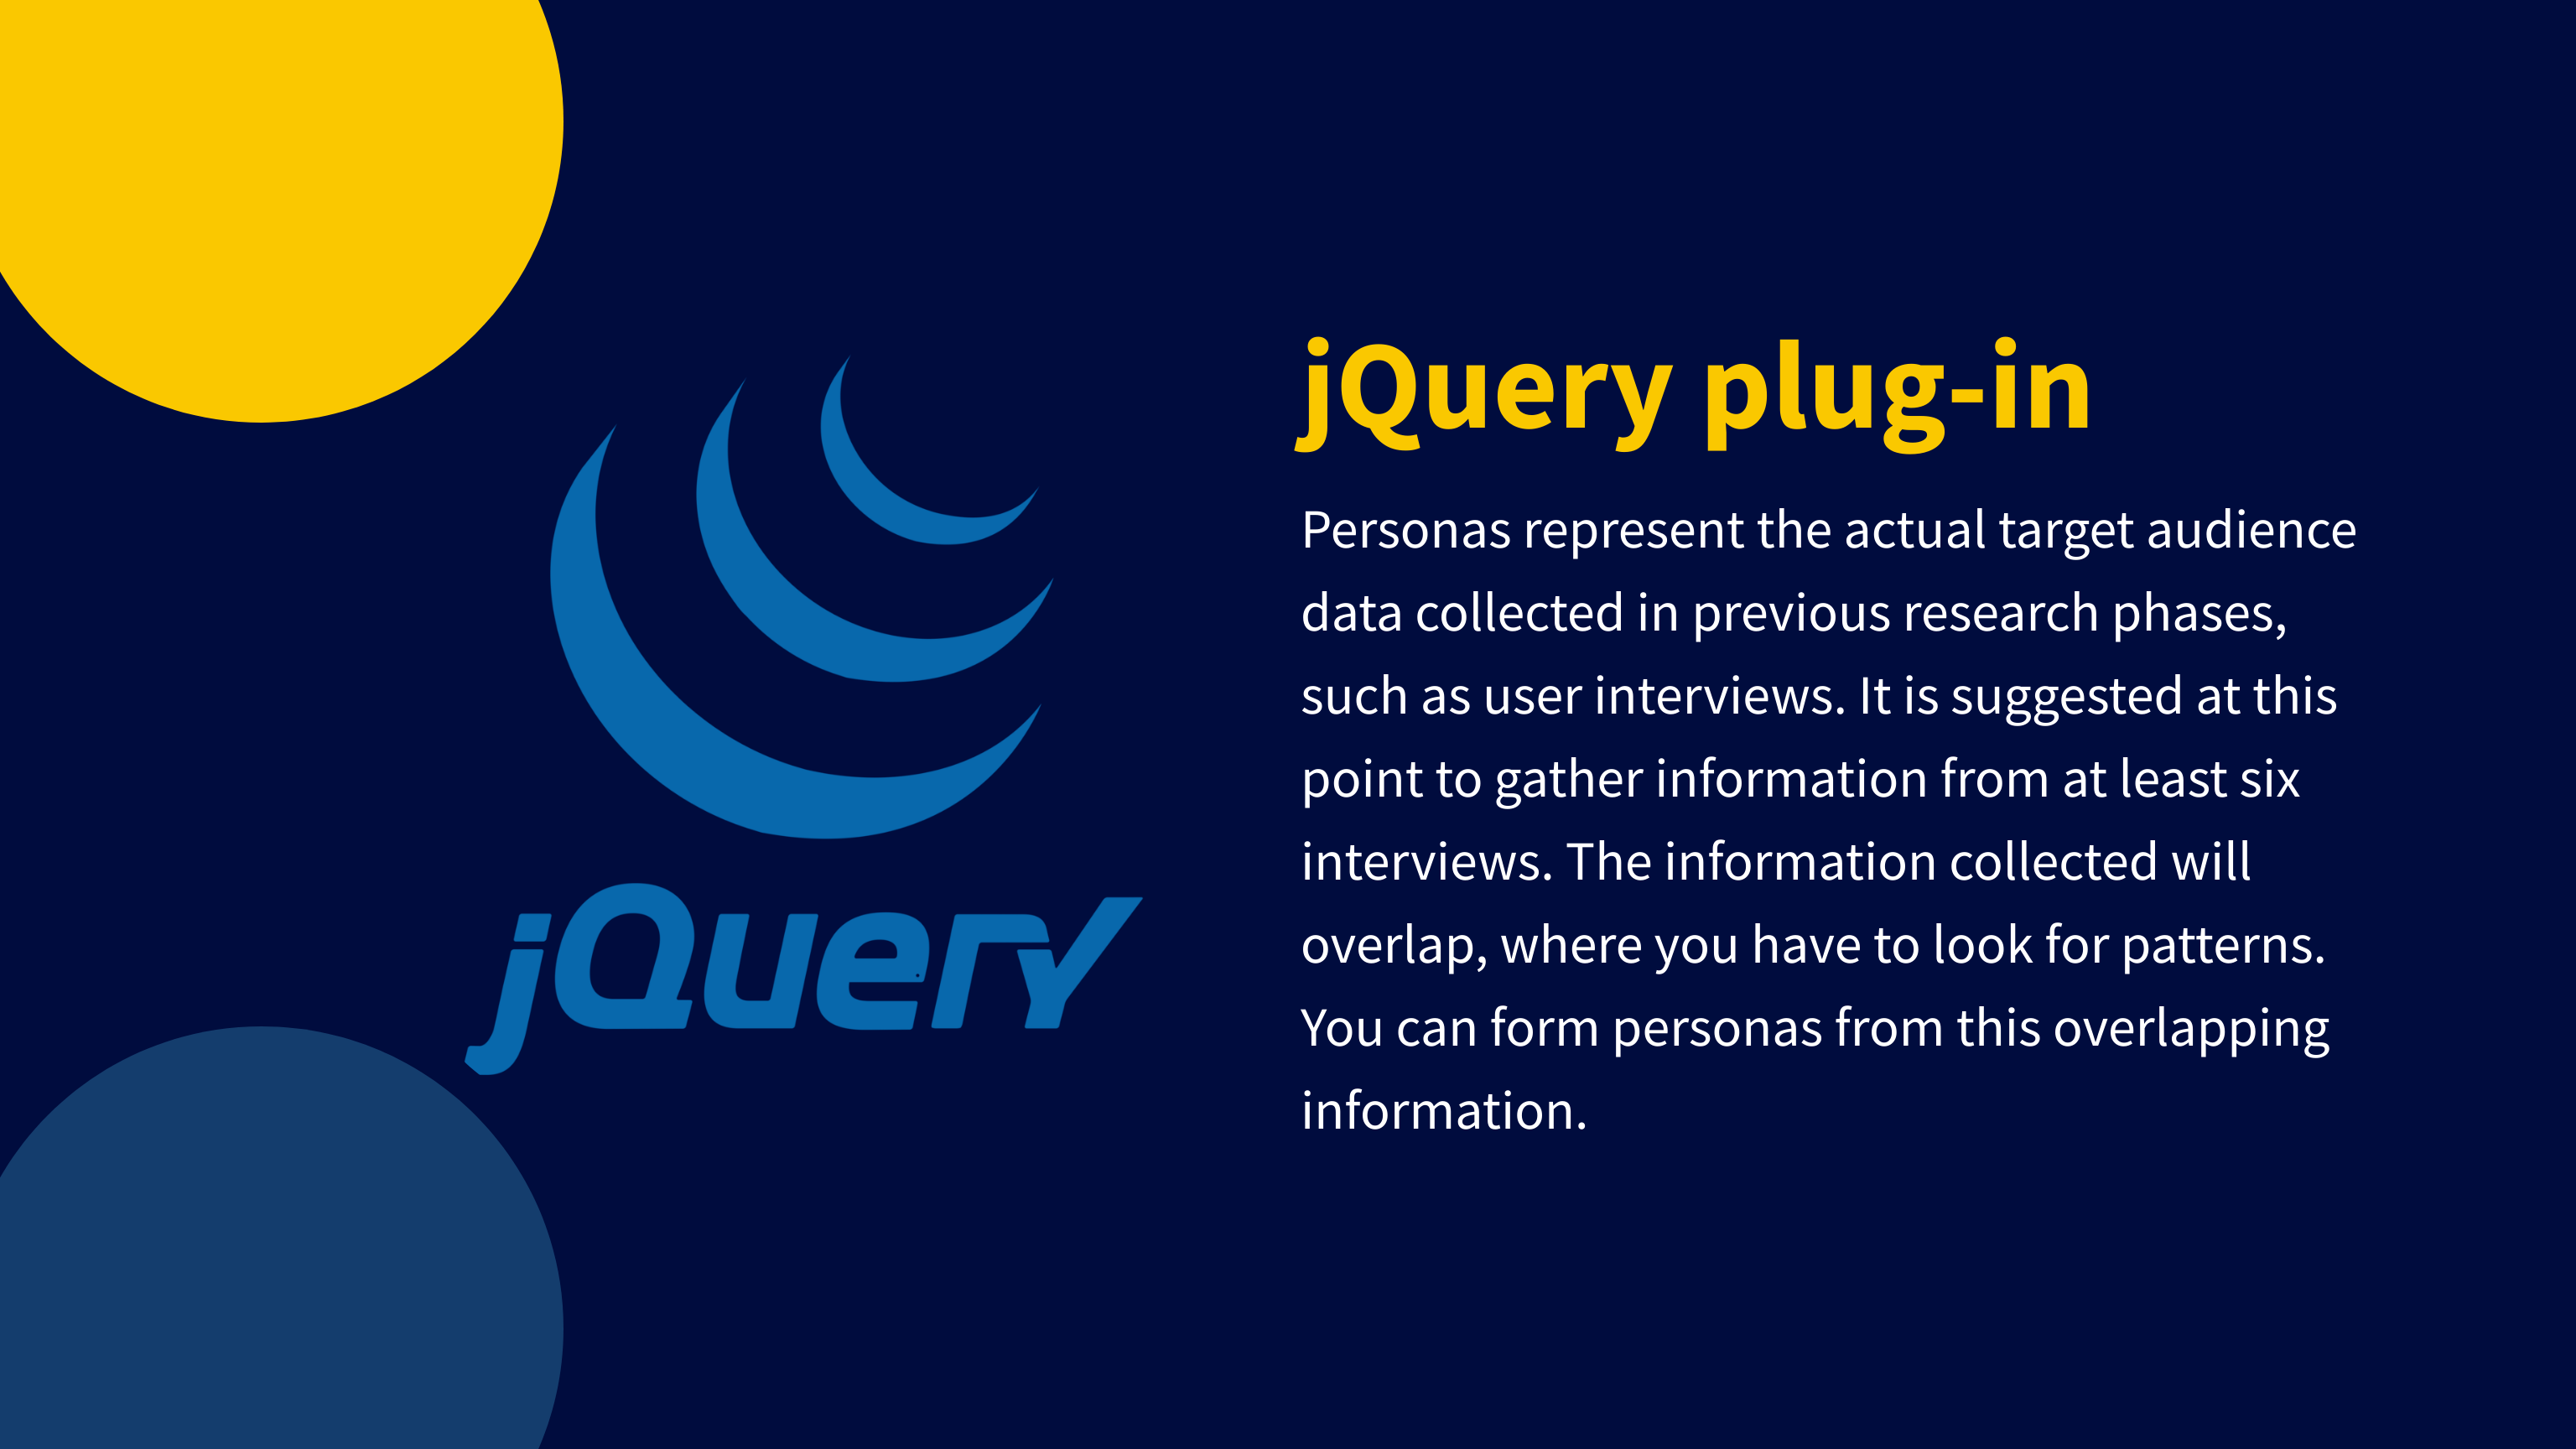 jQuery
jQuery plug-in
Personas represent the actual target audience
data collected in previous research phases,
such as user interviews. It is suggested at this
point to gather information from at least six
interviews. The information collected will
overlap, where you have to look for patterns.
You can form personas from this overlapping
information.